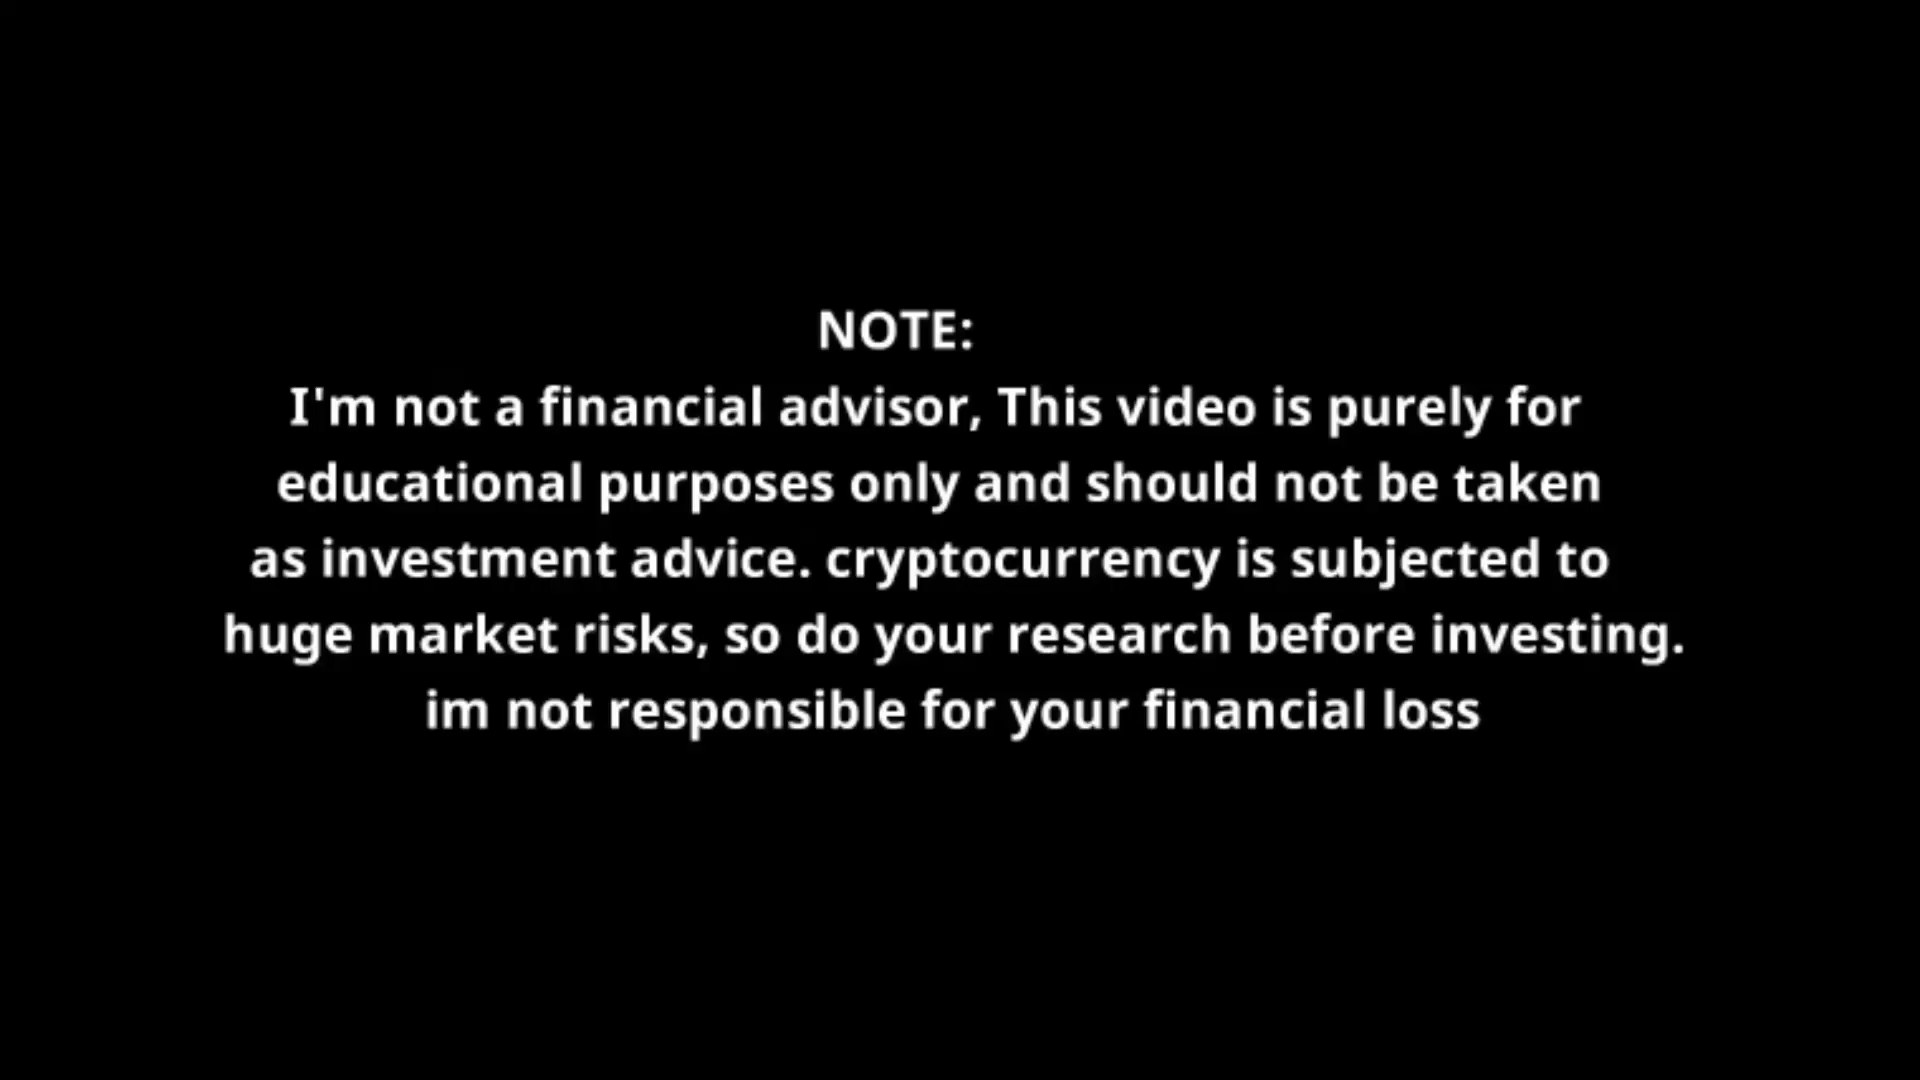 NOTE:
I'm not a financial advisor, This video is purely for
educational purposes only and should not be taken
as investment advice. cryptocurrency is subjected to
huge market risks, so do your research before investing.
im not responsible for your financial loss